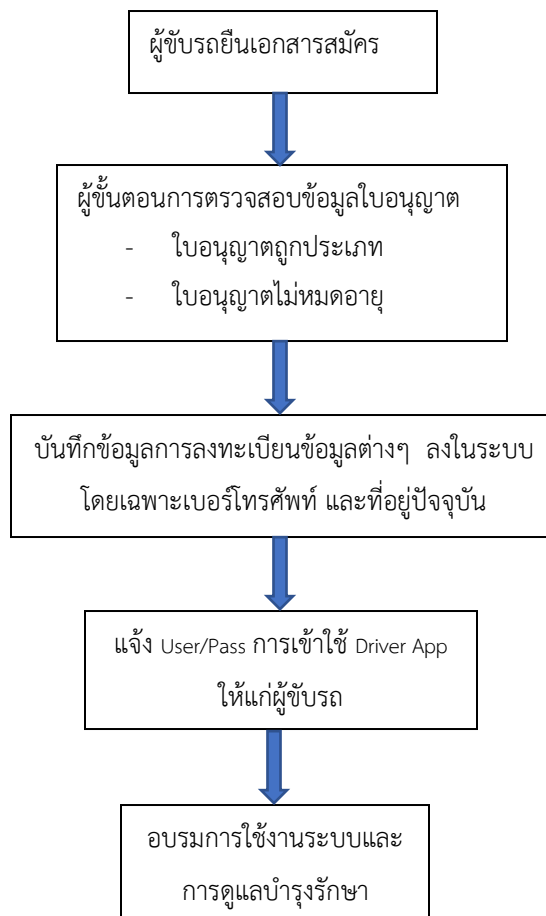 ผู้ขับรถยืนเอกสารสมัคร
ผู้ขั้นตอนการตรวจสอบข้อมูลใบอนุญาต
- ใบอนุญาตถูกประเภท
- ใบอนุญาตไม่หมดอายุ
บันทึกข้อมูลการลงทะเบียนข้อมูลต่างๆ ลงในระบบ
โดยเฉพาะเบอร์โทรศัพท์ และที่อยู่ปัจจุบัน
แจ้ง User/Pass การเข้าใช้ Driver App
ให้แก่ผู้ขับรถ
อบรมการใช้งานระบบและ
การดูแลบำรุงรักษา